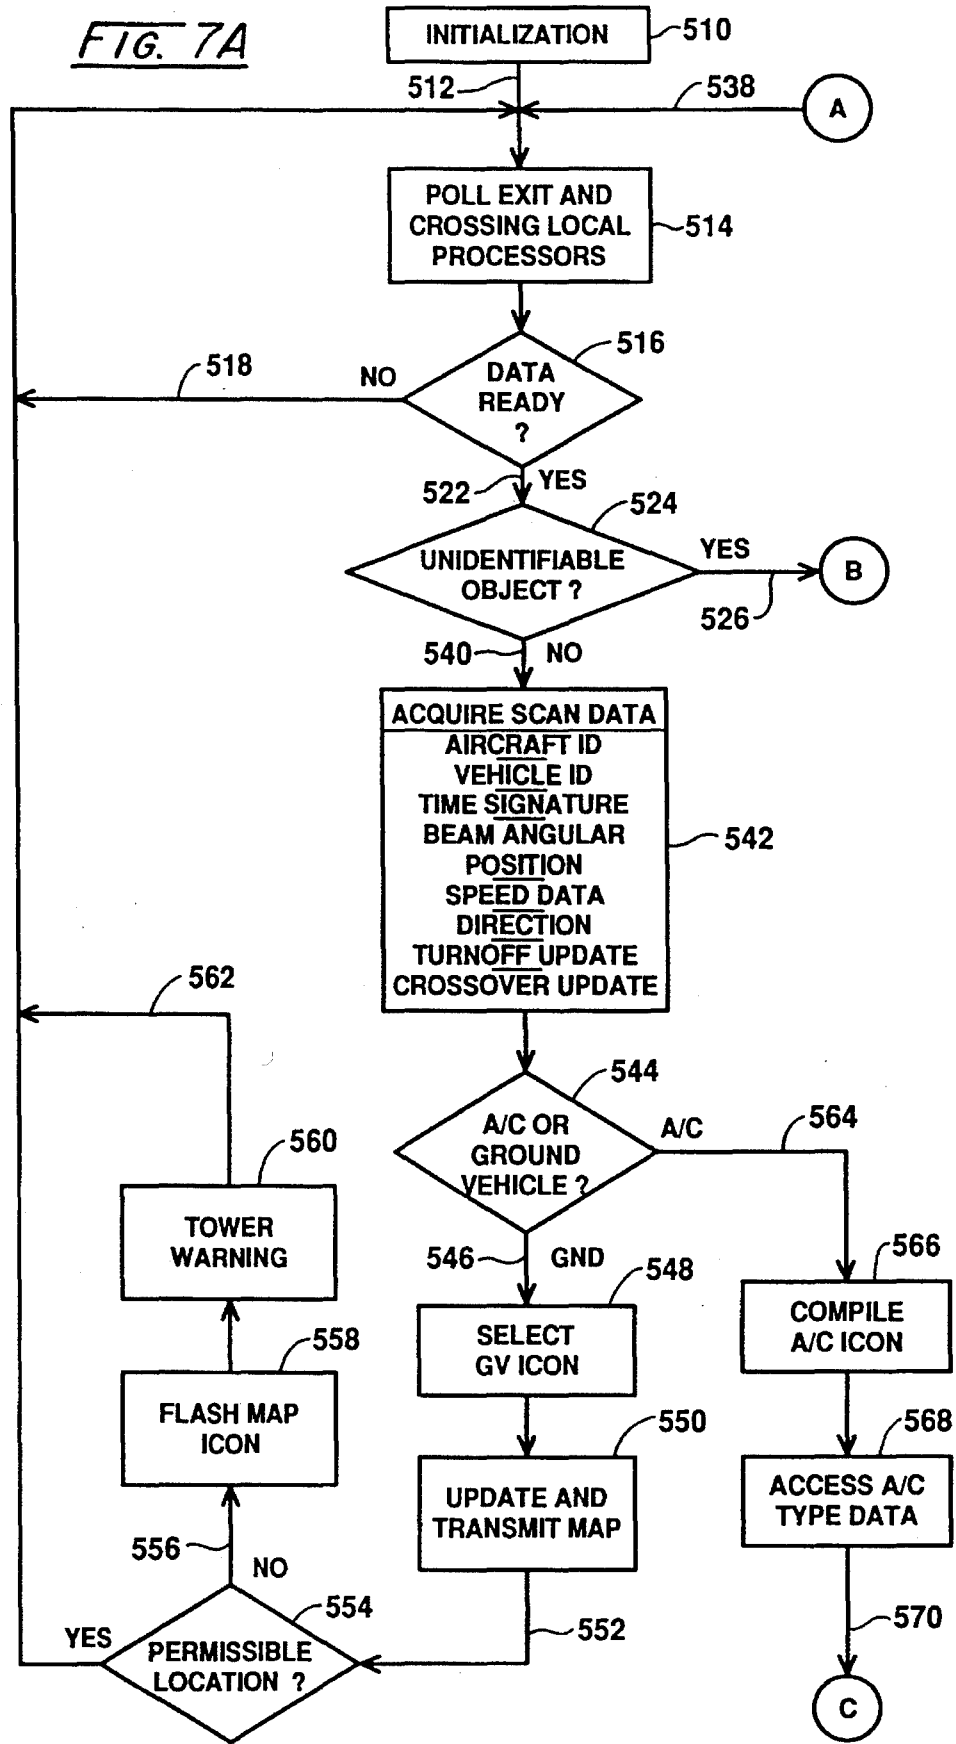 FIG. 7A
INITIALIZATION
510
512
538
A
POLL EXIT AND
CROSSING LOCAL
PROCESSORS
514
516
518
NO
DATA
READY
?
522
YES
524
UNIDENTIFIABLE
OBJECT ?
YES
B
526
540
NO
ACQUIRE SCAN DATA
AIRCRAFT ID
VEHICLE ID
TIME SIGNATURE
BEAM ANGULAR
POSITION
SPEED DATA
DIRECTION
TURNOFF UPDATE
CROSSOVER UPDATE
542
562
544
A/C OR
GROUND
VEHICLE ?
A/C
564
560
TOWER
WARNING
546
GND
548
SELECT
GV ICON
566
COMPILE
A/C ICON
558
FLASH MAP
ICON
550
UPDATE AND
TRANSMIT MAP
568
ACCESS A/C
TYPE DATA
556
NO
554
YES
PERMISSIBLE
LOCATION ?
552
570
C